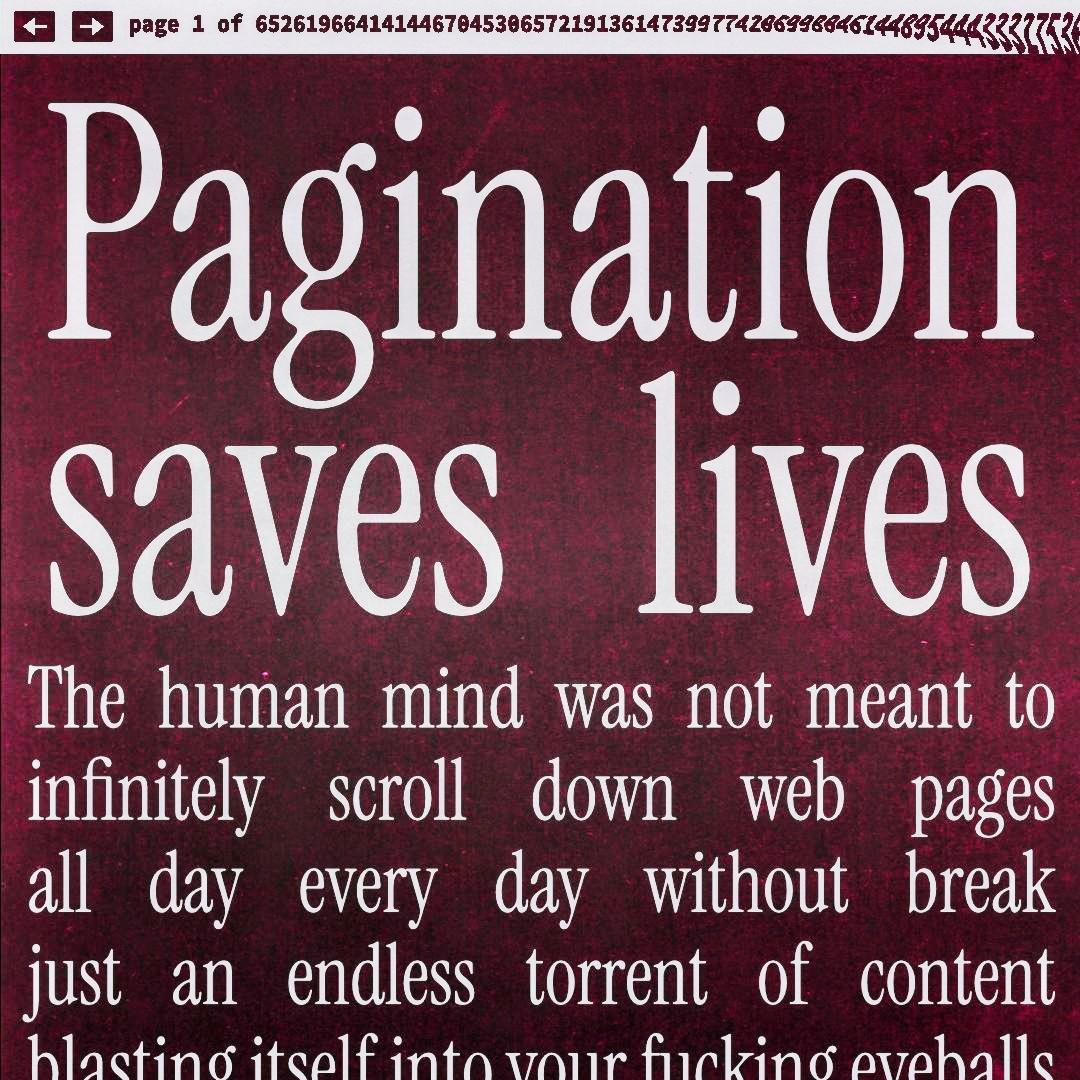 page 1 of
Pagination
saves lives
The human mind was not meant to
infinitely scroll down web pages
all day every day without break
just an endless torrent of content
blasting itself into your fucking eyeballs